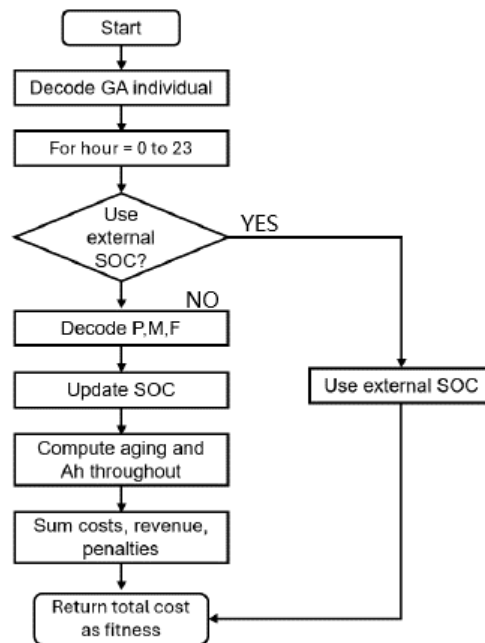 Start
Decode GA individual
For hour = 0 to 23
Use
external
SOC?
YES
NO
Decode P,M,F
Update SOC
Use external SOC
Compute aging and
Ah throughout
Sum costs, revenue,
penalties
Return total cost
as fitness